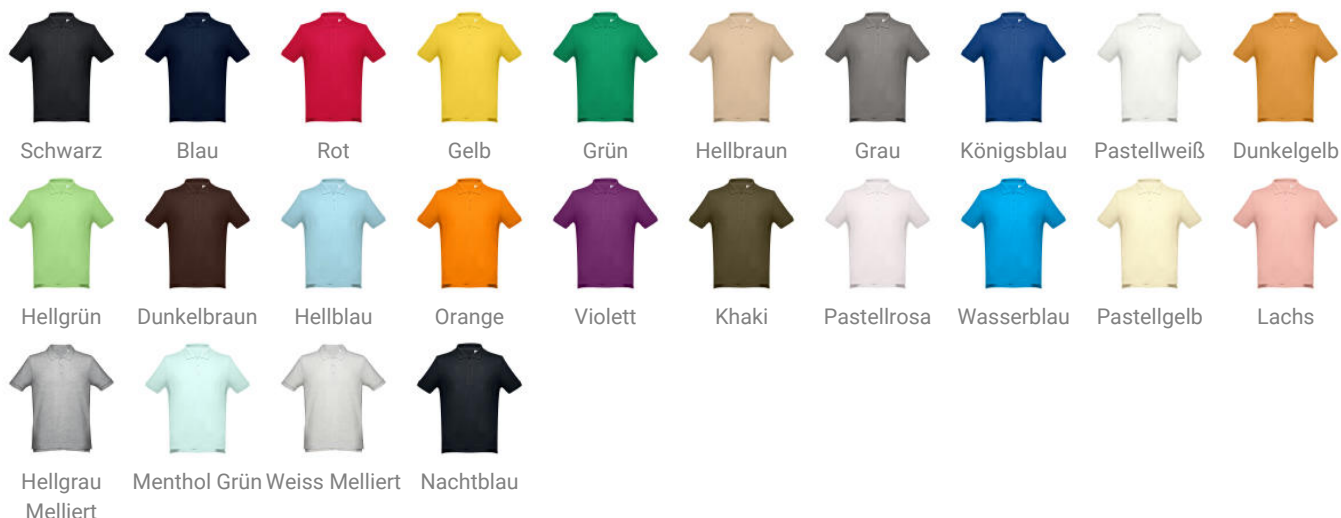 Schwarz
Blau
Rot
Gelb
Grün
Hellbraun
Grau
Königsblau
Pastellweiß
Dunkelgelb
Hellgrün
Dunkelbraun
Hellblau
Orange
Violett
Khaki
Pastellrosa
Wasserblau
Pastellgelb
Lachs
Hellgrau
Melliert
Menthol Grün
Weiss Melliert
Nachtblau